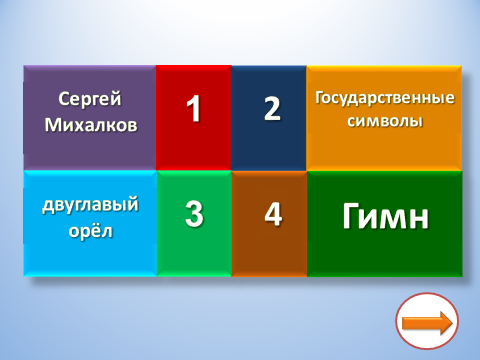 Сергей
Михалков
1
2
Государственные
символы
двуглавый
орёл
3
4
Гимн